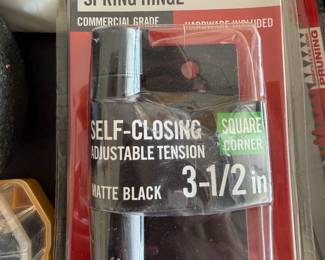 SPRING HINGE
COMMERCIAL GRADE
HARDWARE INCLUDED
SELF-CLOSING
ADJUSTABLE TENSION
SQUARE
CORNER
MATTE BLACK
3-1/2 in
PRUNING